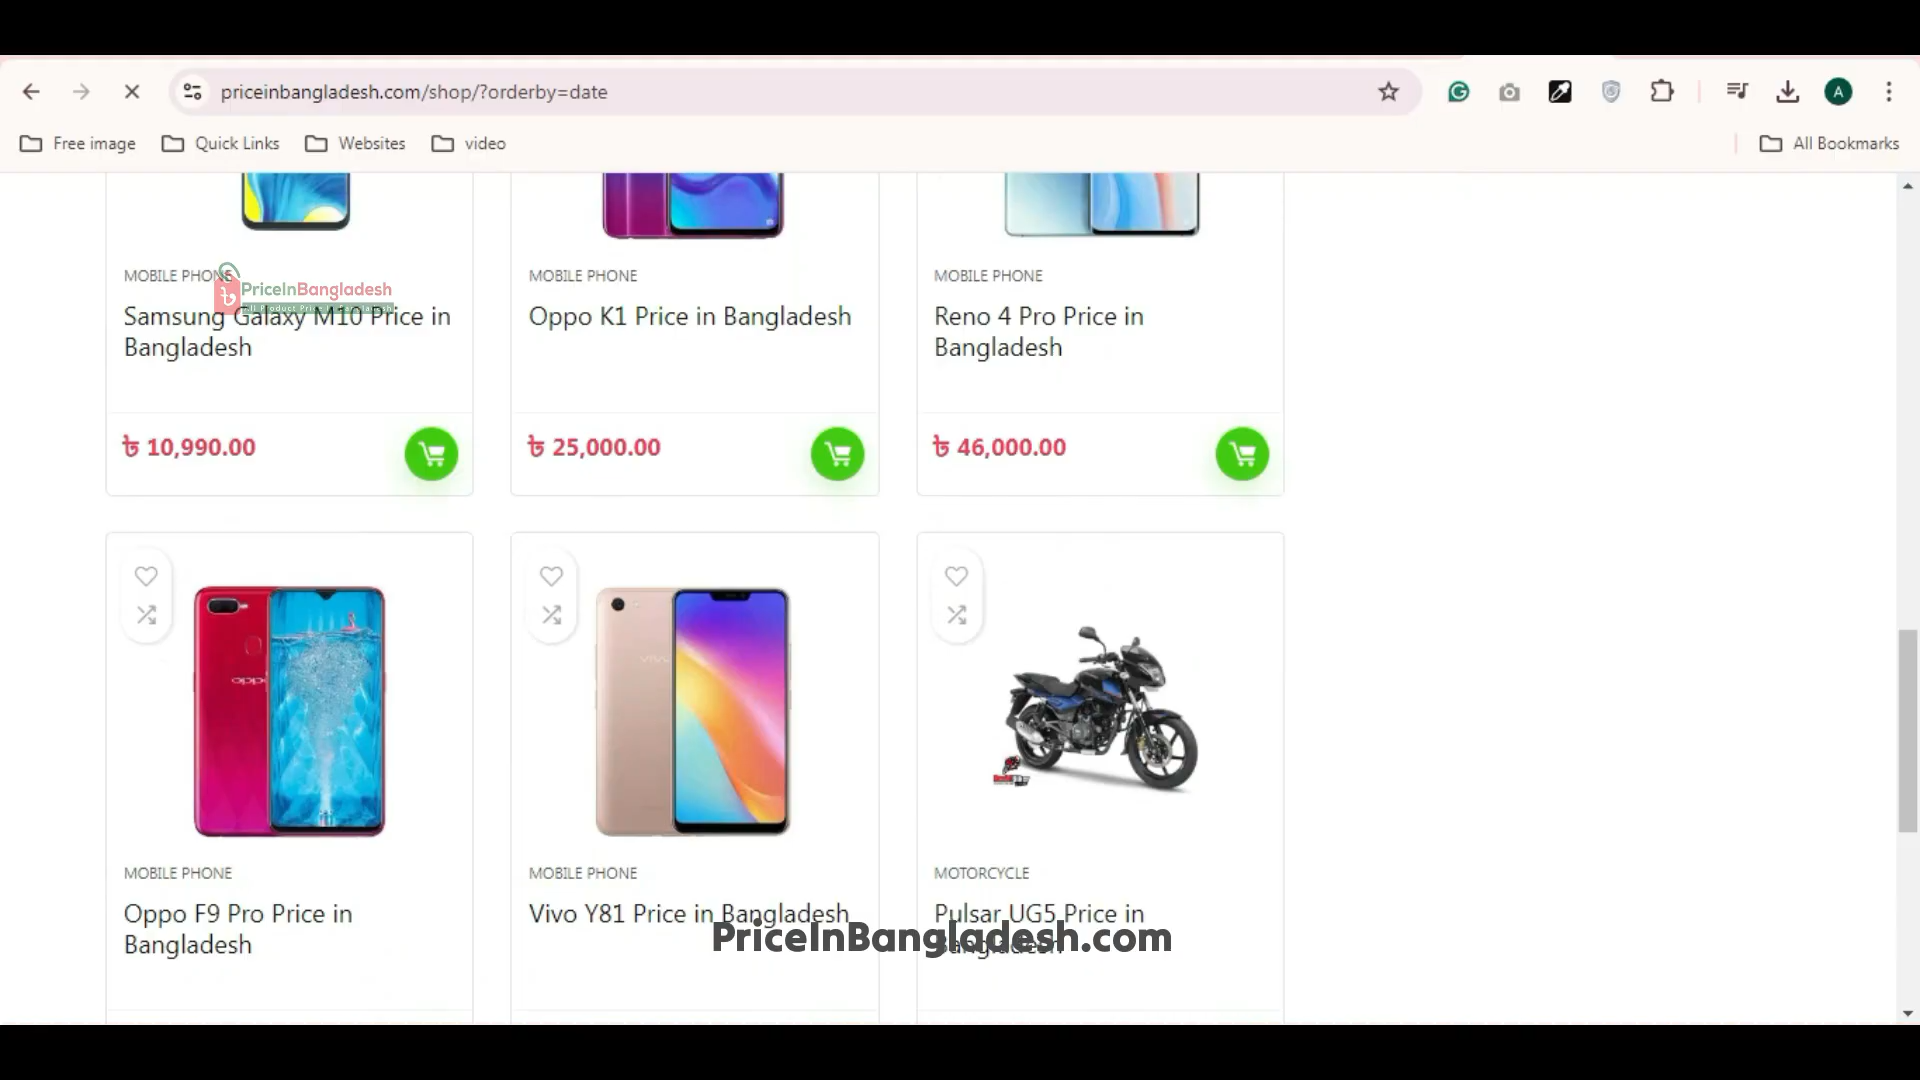 priceinbangladesh.com/shop/?orderby=date
A
Free image
Quick Links
Websites
video
All Bookmarks
MOBILE PHONE
PriceInBangladesh
Samsung Galaxy M10 Price in
Bangladesh
৳ 10,990.00
MOBILE PHONE
Oppo K1 Price in Bangladesh
৳ 25,000.00
MOBILE PHONE
Reno 4 Pro Price in
Bangladesh
৳ 46,000.00
oppo
MOBILE PHONE
Oppo F9 Pro Price in
Bangladesh
vivo
MOBILE PHONE
Vivo Y81 Price in Bangladesh
MOTORCYCLE
Pulsar UG5 Price in
Bangladesh
PriceInBangladesh.com